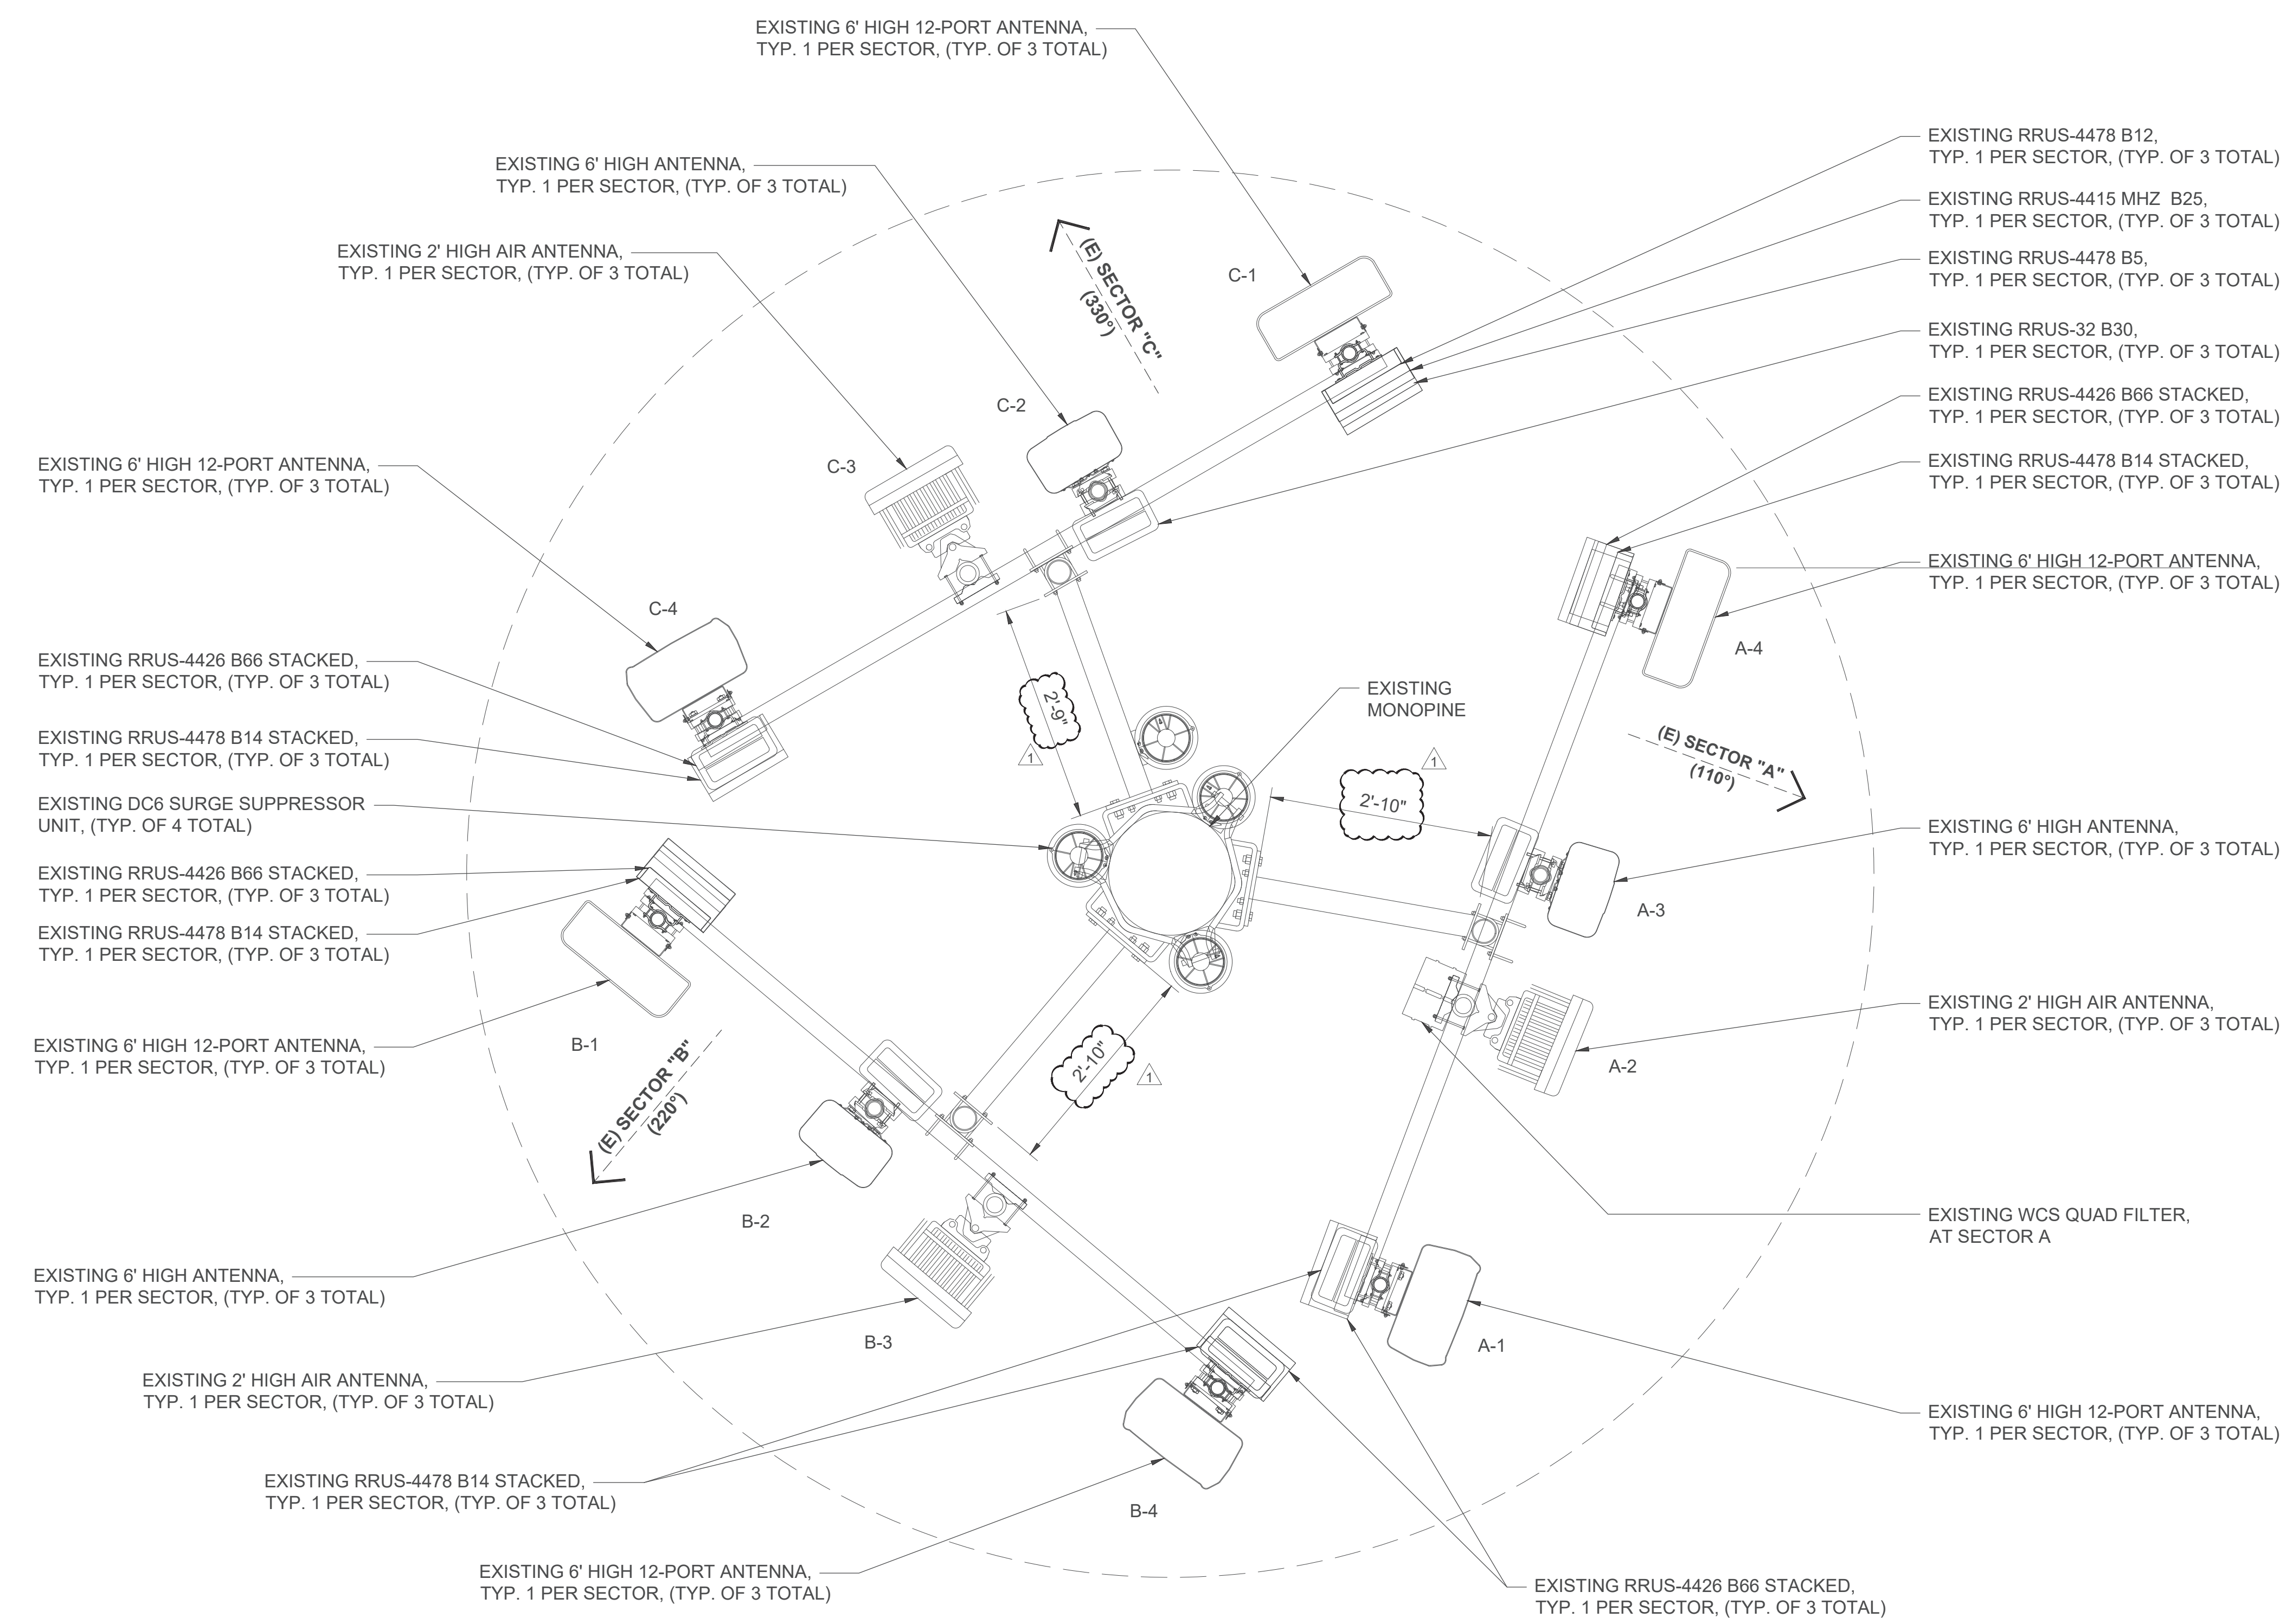 EXISTING 6' HIGH 12-PORT ANTENNA,
TYP. 1 PER SECTOR, (TYP. OF 3 TOTAL)
EXISTING 6' HIGH ANTENNA,
TYP. 1 PER SECTOR, (TYP. OF 3 TOTAL)
EXISTING 2' HIGH AIR ANTENNA,
TYP. 1 PER SECTOR, (TYP. OF 3 TOTAL)
EXISTING 6' HIGH 12-PORT ANTENNA,
TYP. 1 PER SECTOR, (TYP. OF 3 TOTAL)
EXISTING RRUS-4426 B66 STACKED,
TYP. 1 PER SECTOR, (TYP. OF 3 TOTAL)
EXISTING RRUS-4478 B14 STACKED,
TYP. 1 PER SECTOR, (TYP. OF 3 TOTAL)
EXISTING DC6 SURGE SUPPRESSOR
UNIT, (TYP. OF 4 TOTAL)
EXISTING RRUS-4426 B66 STACKED,
TYP. 1 PER SECTOR, (TYP. OF 3 TOTAL)
EXISTING RRUS-4478 B14 STACKED,
TYP. 1 PER SECTOR, (TYP. OF 3 TOTAL)
EXISTING 6' HIGH 12-PORT ANTENNA,
TYP. 1 PER SECTOR, (TYP. OF 3 TOTAL)
EXISTING 6' HIGH ANTENNA,
TYP. 1 PER SECTOR, (TYP. OF 3 TOTAL)
EXISTING 2' HIGH AIR ANTENNA,
TYP. 1 PER SECTOR, (TYP. OF 3 TOTAL)
EXISTING RRUS-4478 B14 STACKED,
TYP. 1 PER SECTOR, (TYP. OF 3 TOTAL)
EXISTING 6' HIGH 12-PORT ANTENNA,
TYP. 1 PER SECTOR, (TYP. OF 3 TOTAL)
C-1
C-2
C-3
C-4
(E) SECTOR "C"
(330°)
2'-9"
1
EXISTING
MONOPINE
2'-10"
1
2'-10"
1
(E) SECTOR "A"
(110°)
(E) SECTOR "B"
(220°)
B-1
B-2
B-3
B-4
A-4
A-3
A-2
A-1
EXISTING RRUS-4478 B12,
TYP. 1 PER SECTOR, (TYP. OF 3 TOTAL)
EXISTING RRUS-4415 MHZ B25,
TYP. 1 PER SECTOR, (TYP. OF 3 TOTAL)
EXISTING RRUS-4478 B5,
TYP. 1 PER SECTOR, (TYP. OF 3 TOTAL)
EXISTING RRUS-32 B30,
TYP. 1 PER SECTOR, (TYP. OF 3 TOTAL)
EXISTING RRUS-4426 B66 STACKED,
TYP. 1 PER SECTOR, (TYP. OF 3 TOTAL)
EXISTING RRUS-4478 B14 STACKED,
TYP. 1 PER SECTOR, (TYP. OF 3 TOTAL)
EXISTING 6' HIGH 12-PORT ANTENNA,
TYP. 1 PER SECTOR, (TYP. OF 3 TOTAL)
EXISTING 6' HIGH ANTENNA,
TYP. 1 PER SECTOR, (TYP. OF 3 TOTAL)
EXISTING 2' HIGH AIR ANTENNA,
TYP. 1 PER SECTOR, (TYP. OF 3 TOTAL)
EXISTING WCS QUAD FILTER,
AT SECTOR A
EXISTING 6' HIGH 12-PORT ANTENNA,
TYP. 1 PER SECTOR, (TYP. OF 3 TOTAL)
EXISTING RRUS-4426 B66 STACKED,
TYP. 1 PER SECTOR, (TYP. OF 3 TOTAL)